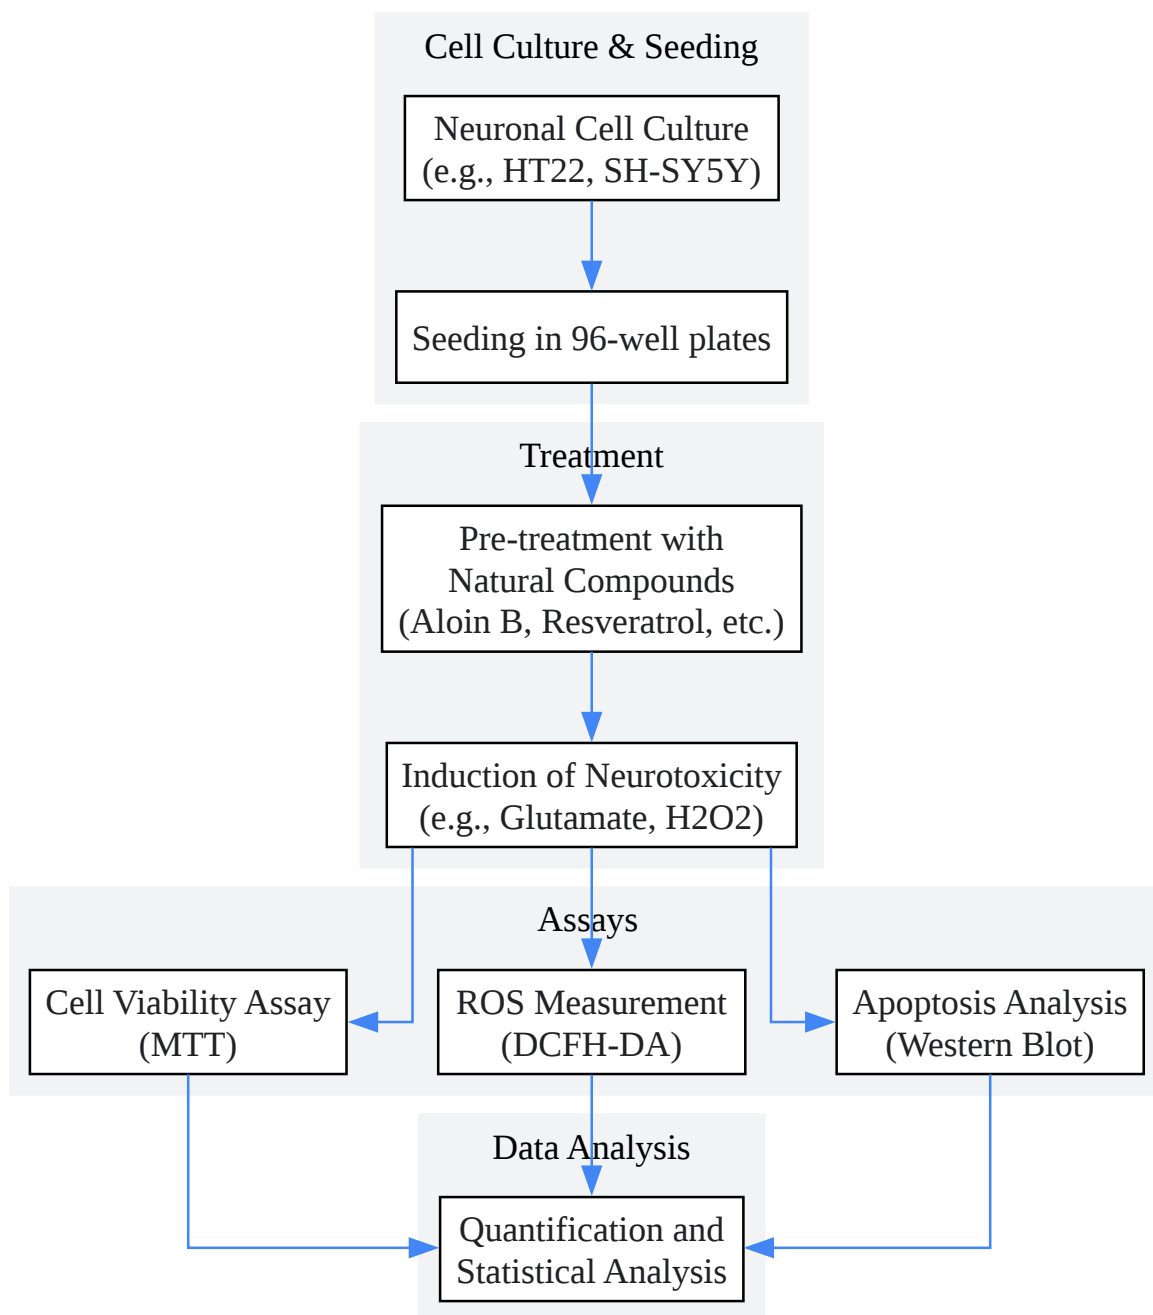 Cell Culture & Seeding
Neuronal Cell Culture
(e.g., HT22, SH-SY5Y)
Seeding in 96-well plates
Treatment
Pre-treatment with
Natural Compounds
(Aloin B, Resveratrol, etc.)
Induction of Neurotoxicity
(e.g., Glutamate, H2O2)
Assays
Cell Viability Assay
(MTT)
ROS Measurement
(DCFH-DA)
Apoptosis Analysis
(Western Blot)
Data Analysis
Quantification and
Statistical Analysis